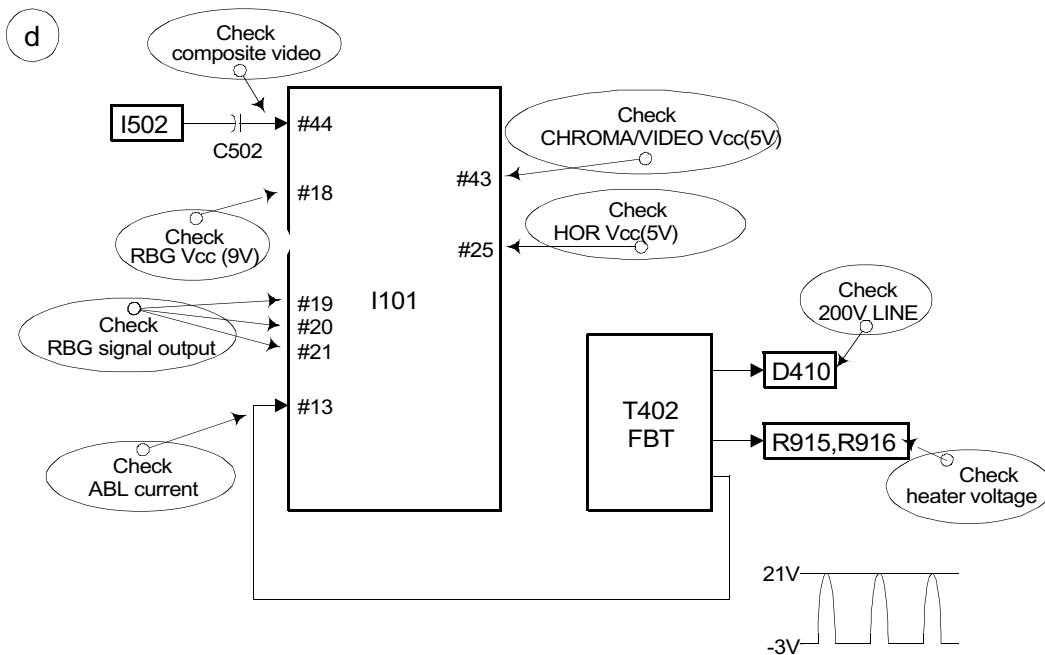 d
Check
composite video
I502
C502
#44
#18
Check
RBG Vcc (9V)
#19
#20
#21
Check
RBG signal output
#13
Check
ABL current
I101
#43
Check
CHROMA/VIDEO Vcc(5V)
#25
Check
HOR Vcc(5V)
Check
200V LINE
T402
FBT
D410
R915,R916
Check
heater voltage
21V
-3V